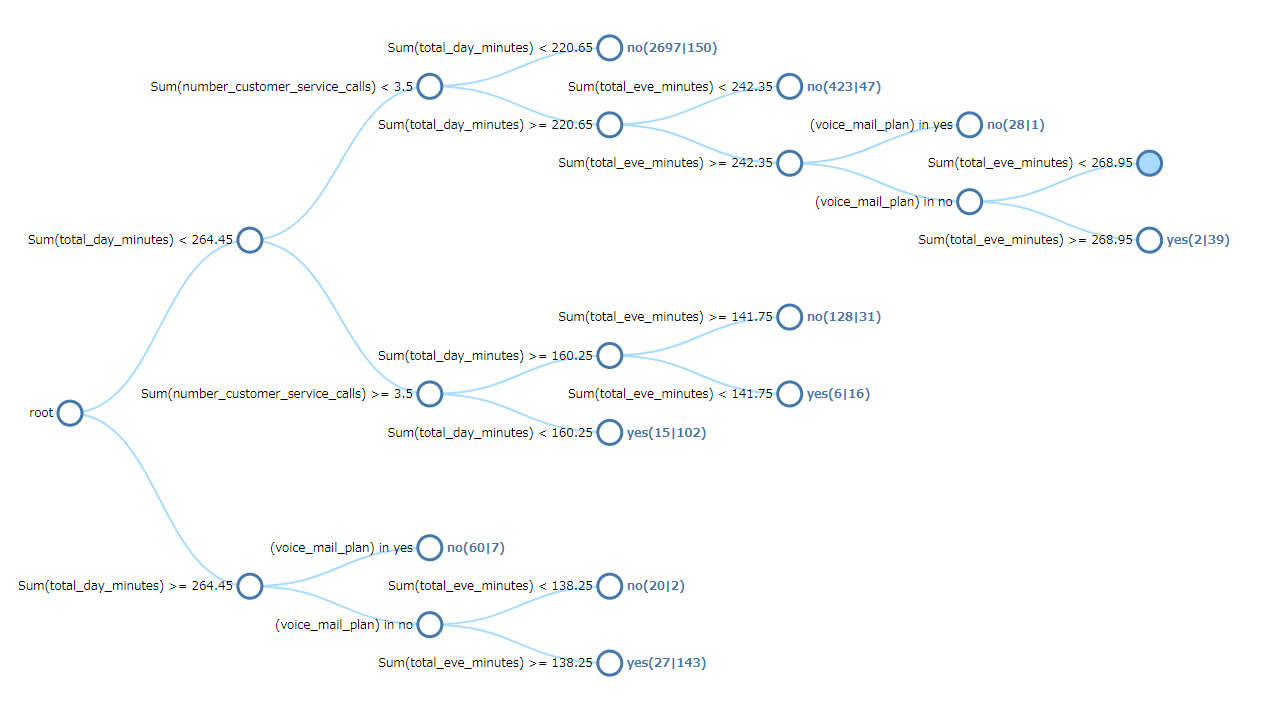 Sum(total_day_minutes) < 220.65 no(2697|150)
Sum(number_customer_service_calls) < 3.5
Sum(total_eve_minutes) < 242.35 no(423|47)
Sum(total_day_minutes) >= 220.65
(voice_mail_plan) in yes no(28|1)
Sum(total_eve_minutes) >= 242.35
Sum(total_eve_minutes) < 268.95
(voice_mail_plan) in no
Sum(total_day_minutes) < 264.45
Sum(total_eve_minutes) >= 268.95 yes(2|39)
Sum(total_eve_minutes) >= 141.75 no(128|31)
Sum(total_day_minutes) >= 160.25
Sum(number_customer_service_calls) >= 3.5
Sum(total_eve_minutes) < 141.75 yes(6|16)
root
Sum(total_day_minutes) < 160.25 yes(15|102)
(voice_mail_plan) in yes no(60|7)
Sum(total_day_minutes) >= 264.45
Sum(total_eve_minutes) < 138.25 no(20|2)
(voice_mail_plan) in no
Sum(total_eve_minutes) >= 138.25 yes(27|143)